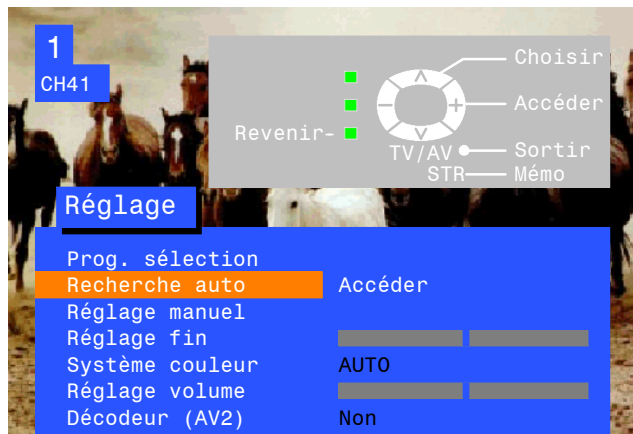 1
CH41
Choisir
Accéder
Revenir-
TV/AV Sortir
STR Mémo
Réglage
Prog. sélection
Recherche auto Accéder
Réglage manuel
Réglage fin
Système couleur AUTO
Réglage volume
Décodeur (AV2) Non